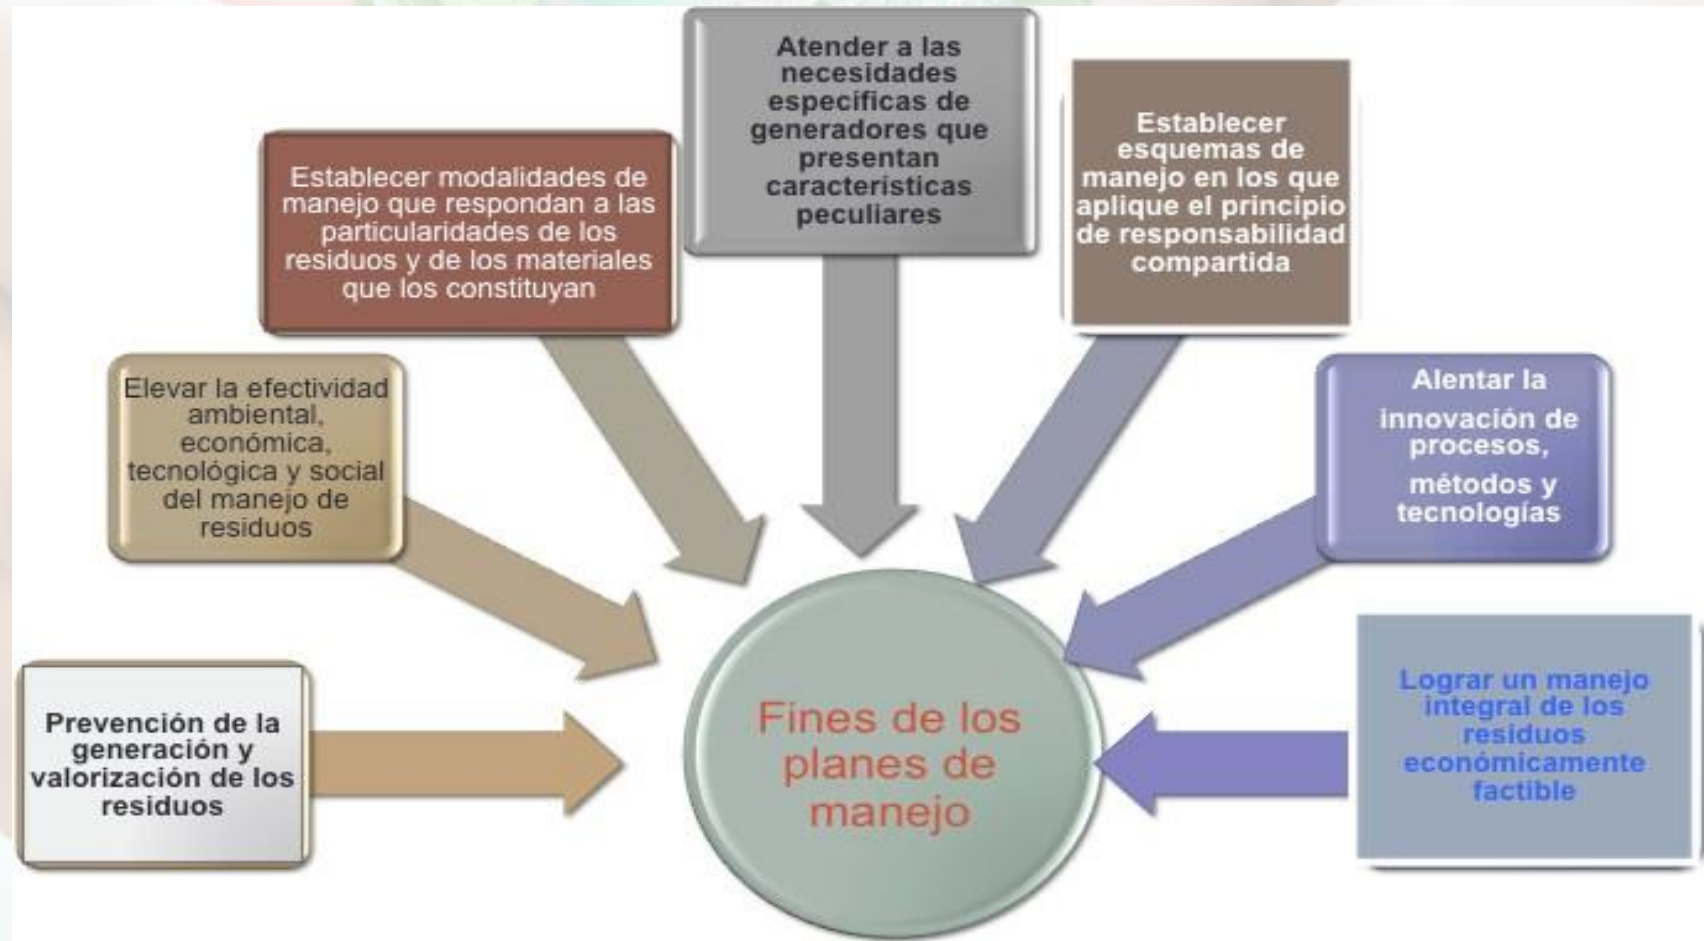 Atender a las
necesidades
específicas de
generadores que
presentan
características
peculiares
Establecer
esquemas de
manejo en los que
aplique el principio
de responsabilidad
compartida
Establecer modalidades de
manejo que respondan a las
particularidades de los
residuos y de los materiales
que los constituyan
Elevar la efectividad
ambiental,
económica,
tecnológica y social
del manejo de
residuos
Alentar la
innovación de
procesos,
métodos y
tecnologías
Prevención de la
generación y
valorización de los
residuos
Lograr un manejo
integral de los
residuos
económicamente
factible
Fines de los
planes de
manejo